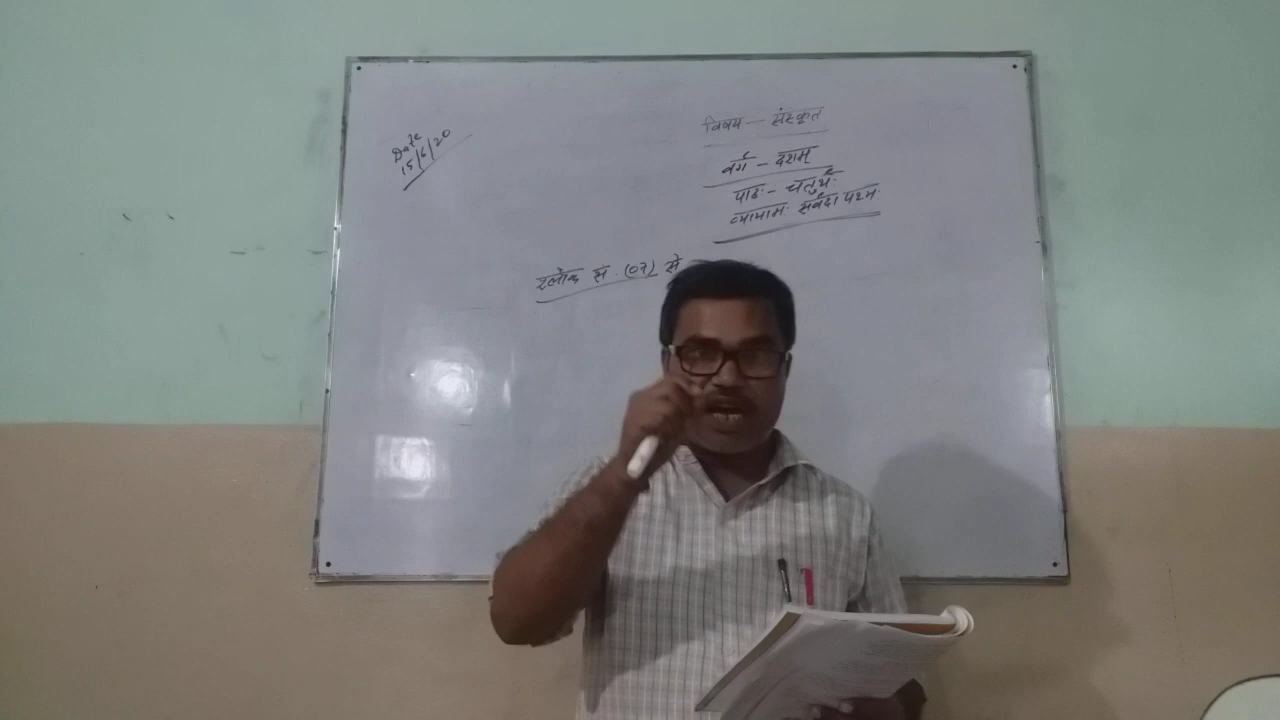 Date
15/6/20
विषय - संस्कृत
वर्ग - दशम्
पाठः - चतुर्थः
व्यायामः सर्वदा पथ्यः
श्लोक सं. (07) से